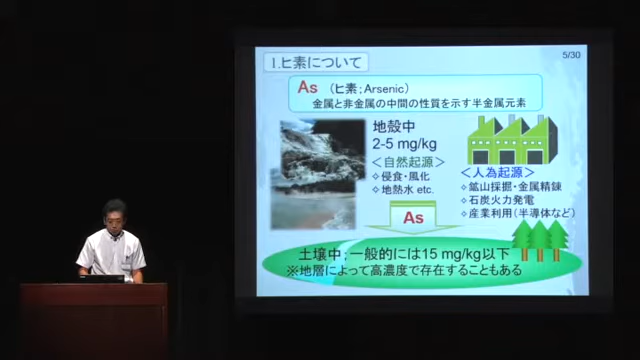 5/30
1.ヒ素について
As (ヒ素;Arsenic)
金属と非金属の中間の性質を示す半金属元素
地殻中
2-5 mg/kg
＜自然起源＞
◇侵食・風化
◇地熱水 etc.
＜人為起源＞
◇鉱山採掘・金属精錬
◇石炭火力発電
◇産業利用(半導体など)
As
土壌中;一般的には15 mg/kg以下
※地層によって高濃度で存在することもある